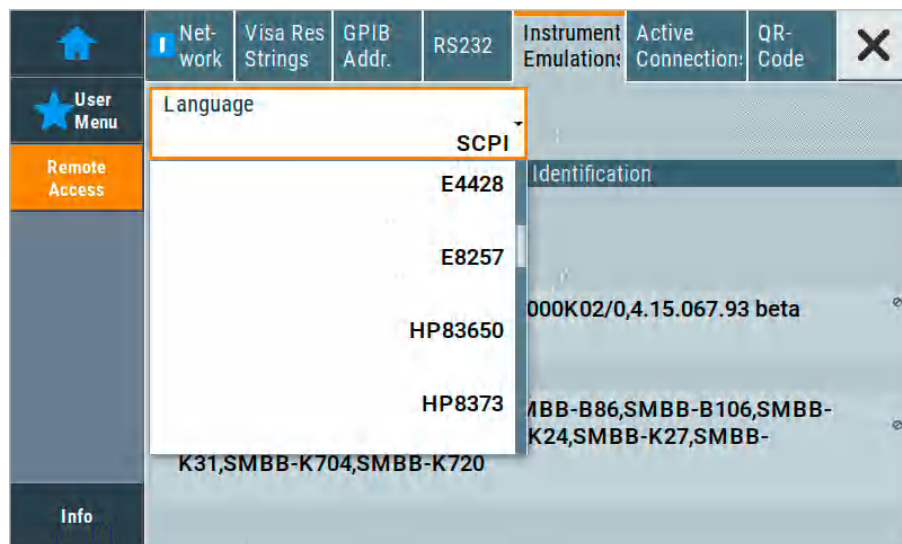 Net-
work
Visa Res
Strings
GPIB
Addr.
RS232
Instrument
Emulations
Active
Connection
QR-
Code
User
Menu
Remote
Access
Language
SCPI
E4428
E8257
HP83650
HP8373
Identification
000K02/0,4.15.067.93 beta
MBB-B86,SMBB-B106,SMBB-
K24,SMBB-K27,SMBB-
K31,SMBB-K704,SMBB-K720
Info